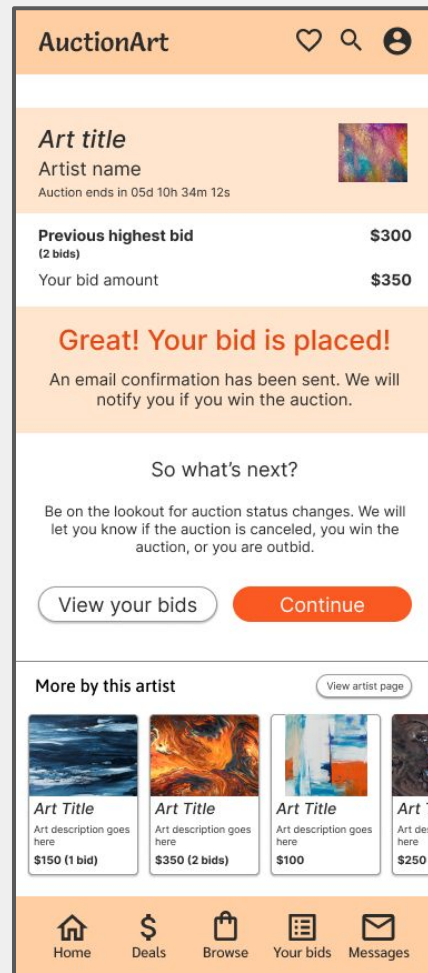 AuctionArt
Art title
Artist name
Auction ends in 05d 10h 34m 12s
Previous highest bid $300
(2 bids)
Your bid amount $350
Great! Your bid is placed!
An email confirmation has been sent. We will
notify you if you win the auction.
So what's next?
Be on the lookout for auction status changes. We will
let you know if the auction is canceled, you win the
auction, or you are outbid.
View your bids Continue
More by this artist View artist page
Art Title Art Title Art Title Art
Art description goes Art description goes Art description goes Art
here here here here
$150 (1 bid) $350 (2 bids) $100 $250
Home Deals Browse Your bids Messages